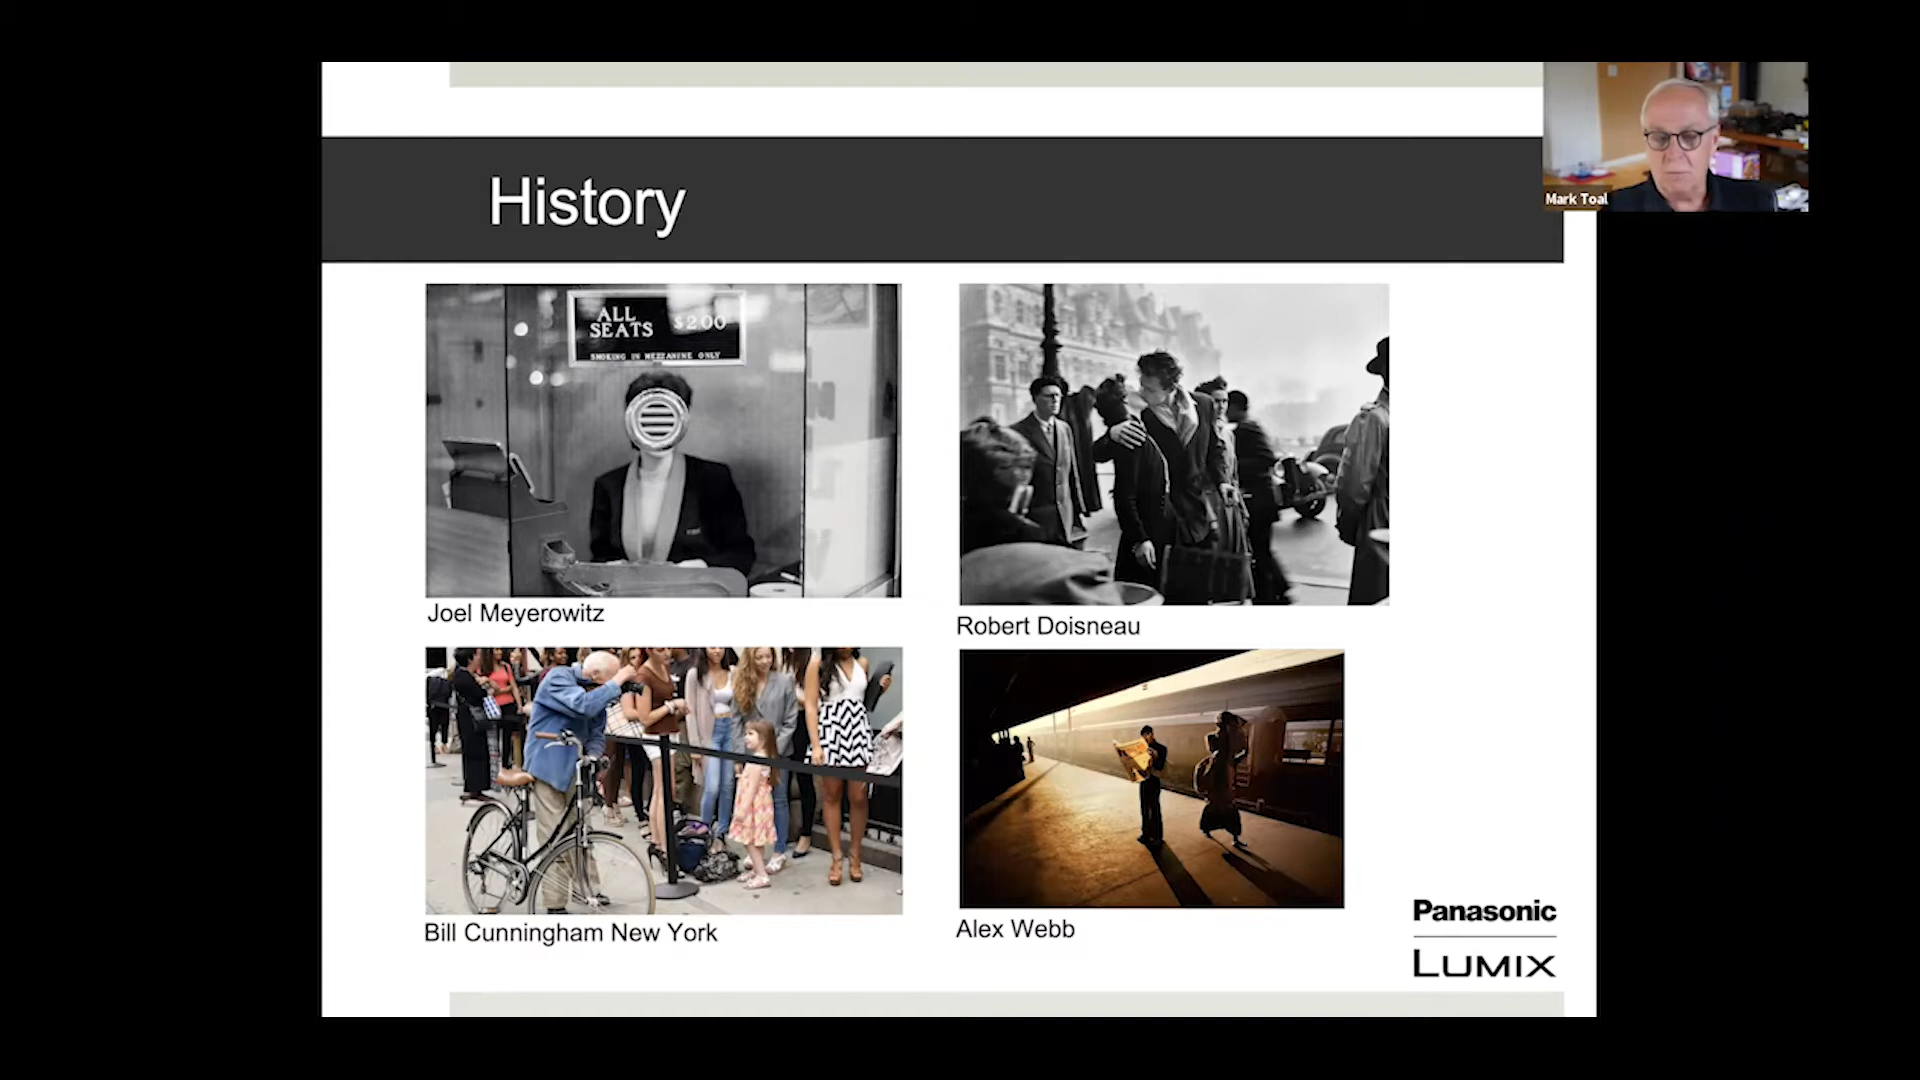 History
Mark Toal
ALL
SEATS $2.00
SMOKING IN MEZZANINE ONLY
Joel Meyerowitz
Robert Doisneau
Bill Cunningham New York
Alex Webb
Panasonic
LUMIX